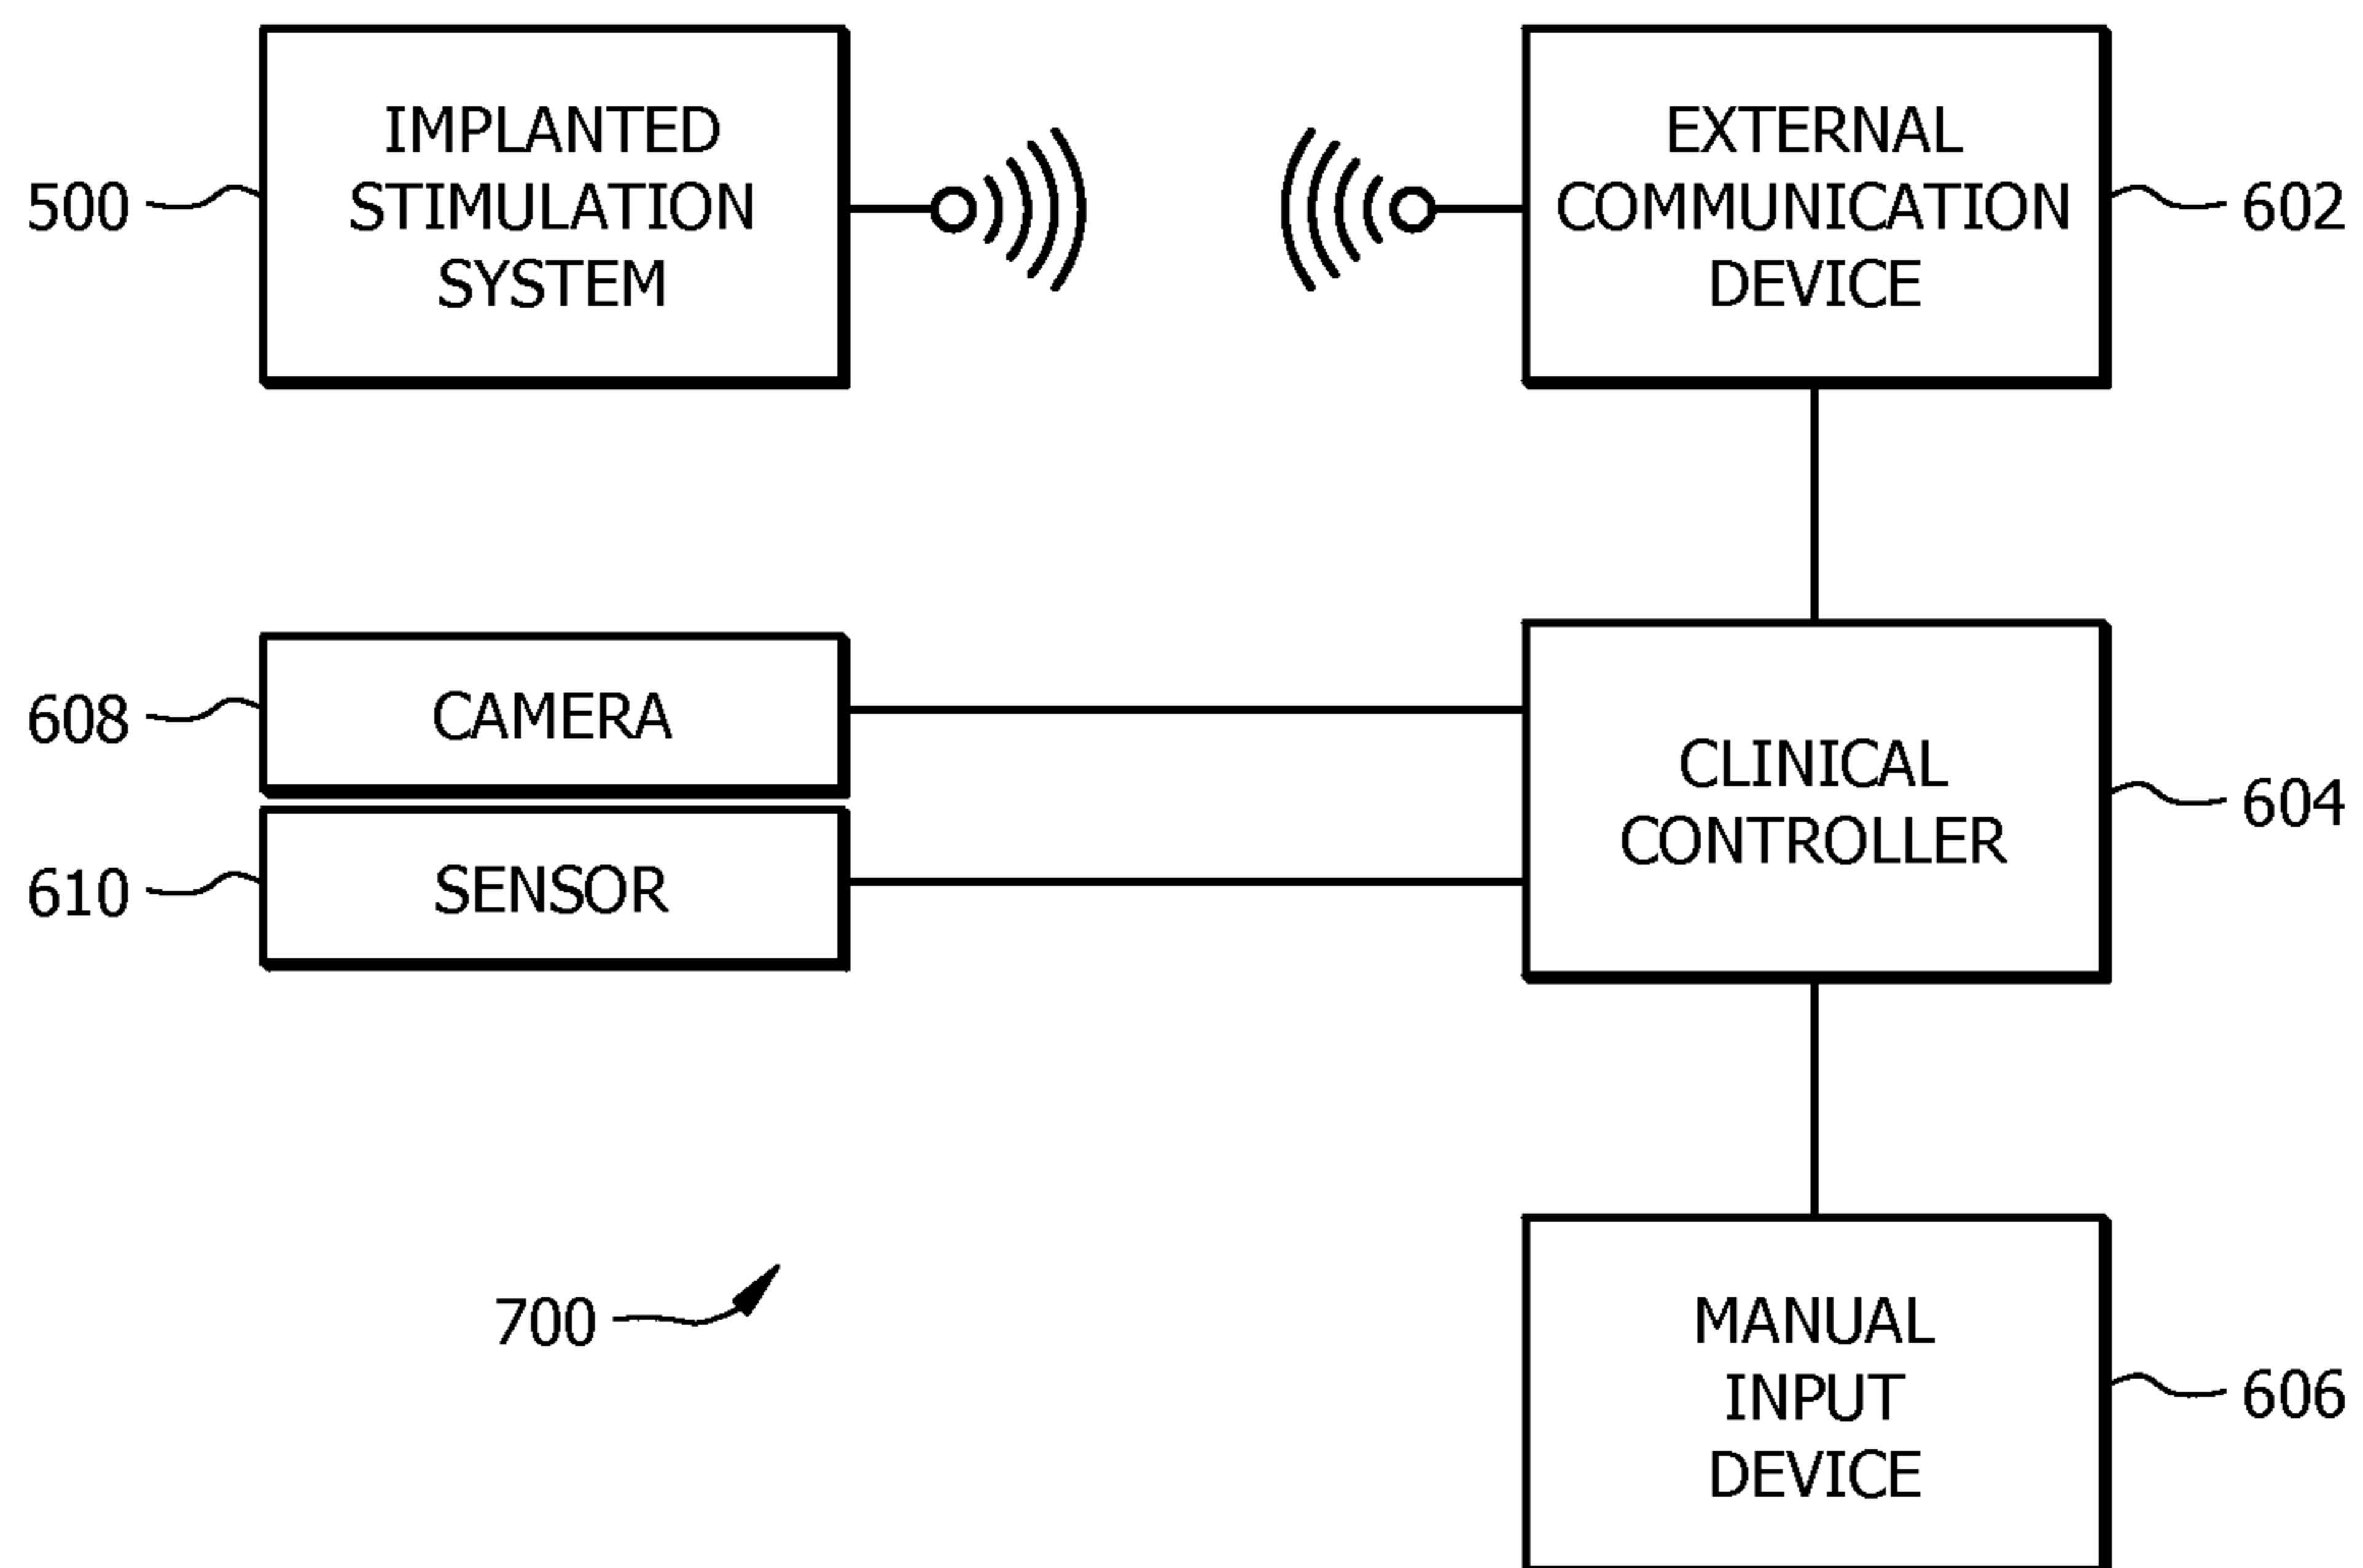 500
IMPLANTED
STIMULATION
SYSTEM
EXTERNAL
COMMUNICATION
DEVICE
602
608
CAMERA
610
SENSOR
CLINICAL
CONTROLLER
604
700
MANUAL
INPUT
DEVICE
606